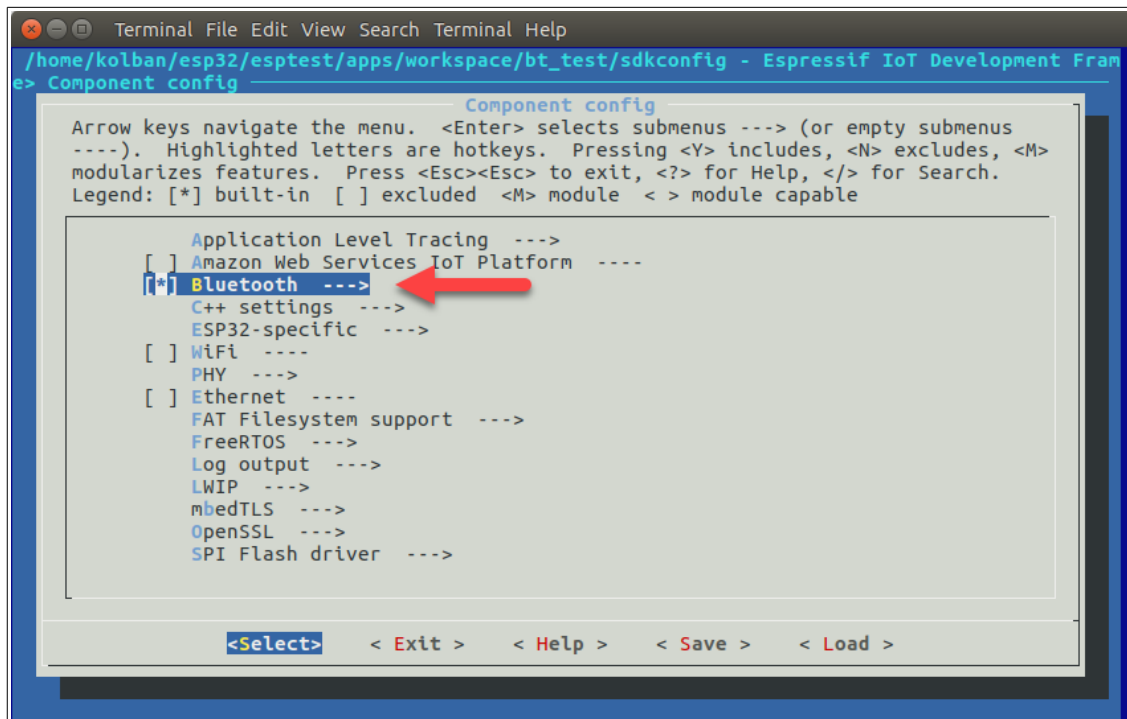 Terminal File Edit View Search Terminal Help
/home/kolban/esp32/esptest/apps/workspace/bt_test/sdkconfig - Espressif IoT Development Fram
e> Component config
Component config
Arrow keys navigate the menu.  <Enter> selects submenus ---> (or empty submenus
----).  Highlighted letters are hotkeys.  Pressing <Y> includes, <N> excludes, <M>
modularizes features.  Press <Esc><Esc> to exit, <?> for Help, </> for Search.
Legend: [*] built-in  [ ] excluded  <M> module  < > module capable
Application Level Tracing  --->
[ ] Amazon Web Services IoT Platform  ----
[*] Bluetooth  --->
C++ settings  --->
ESP32-specific  --->
[ ] WiFi  ----
PHY  --->
[ ] Ethernet  ----
FAT Filesystem support  --->
FreeRTOS  --->
Log output  --->
LWIP  --->
mbedTLS  --->
OpenSSL  --->
SPI Flash driver  --->
<Select>    < Exit >    < Help >    < Save >    < Load >